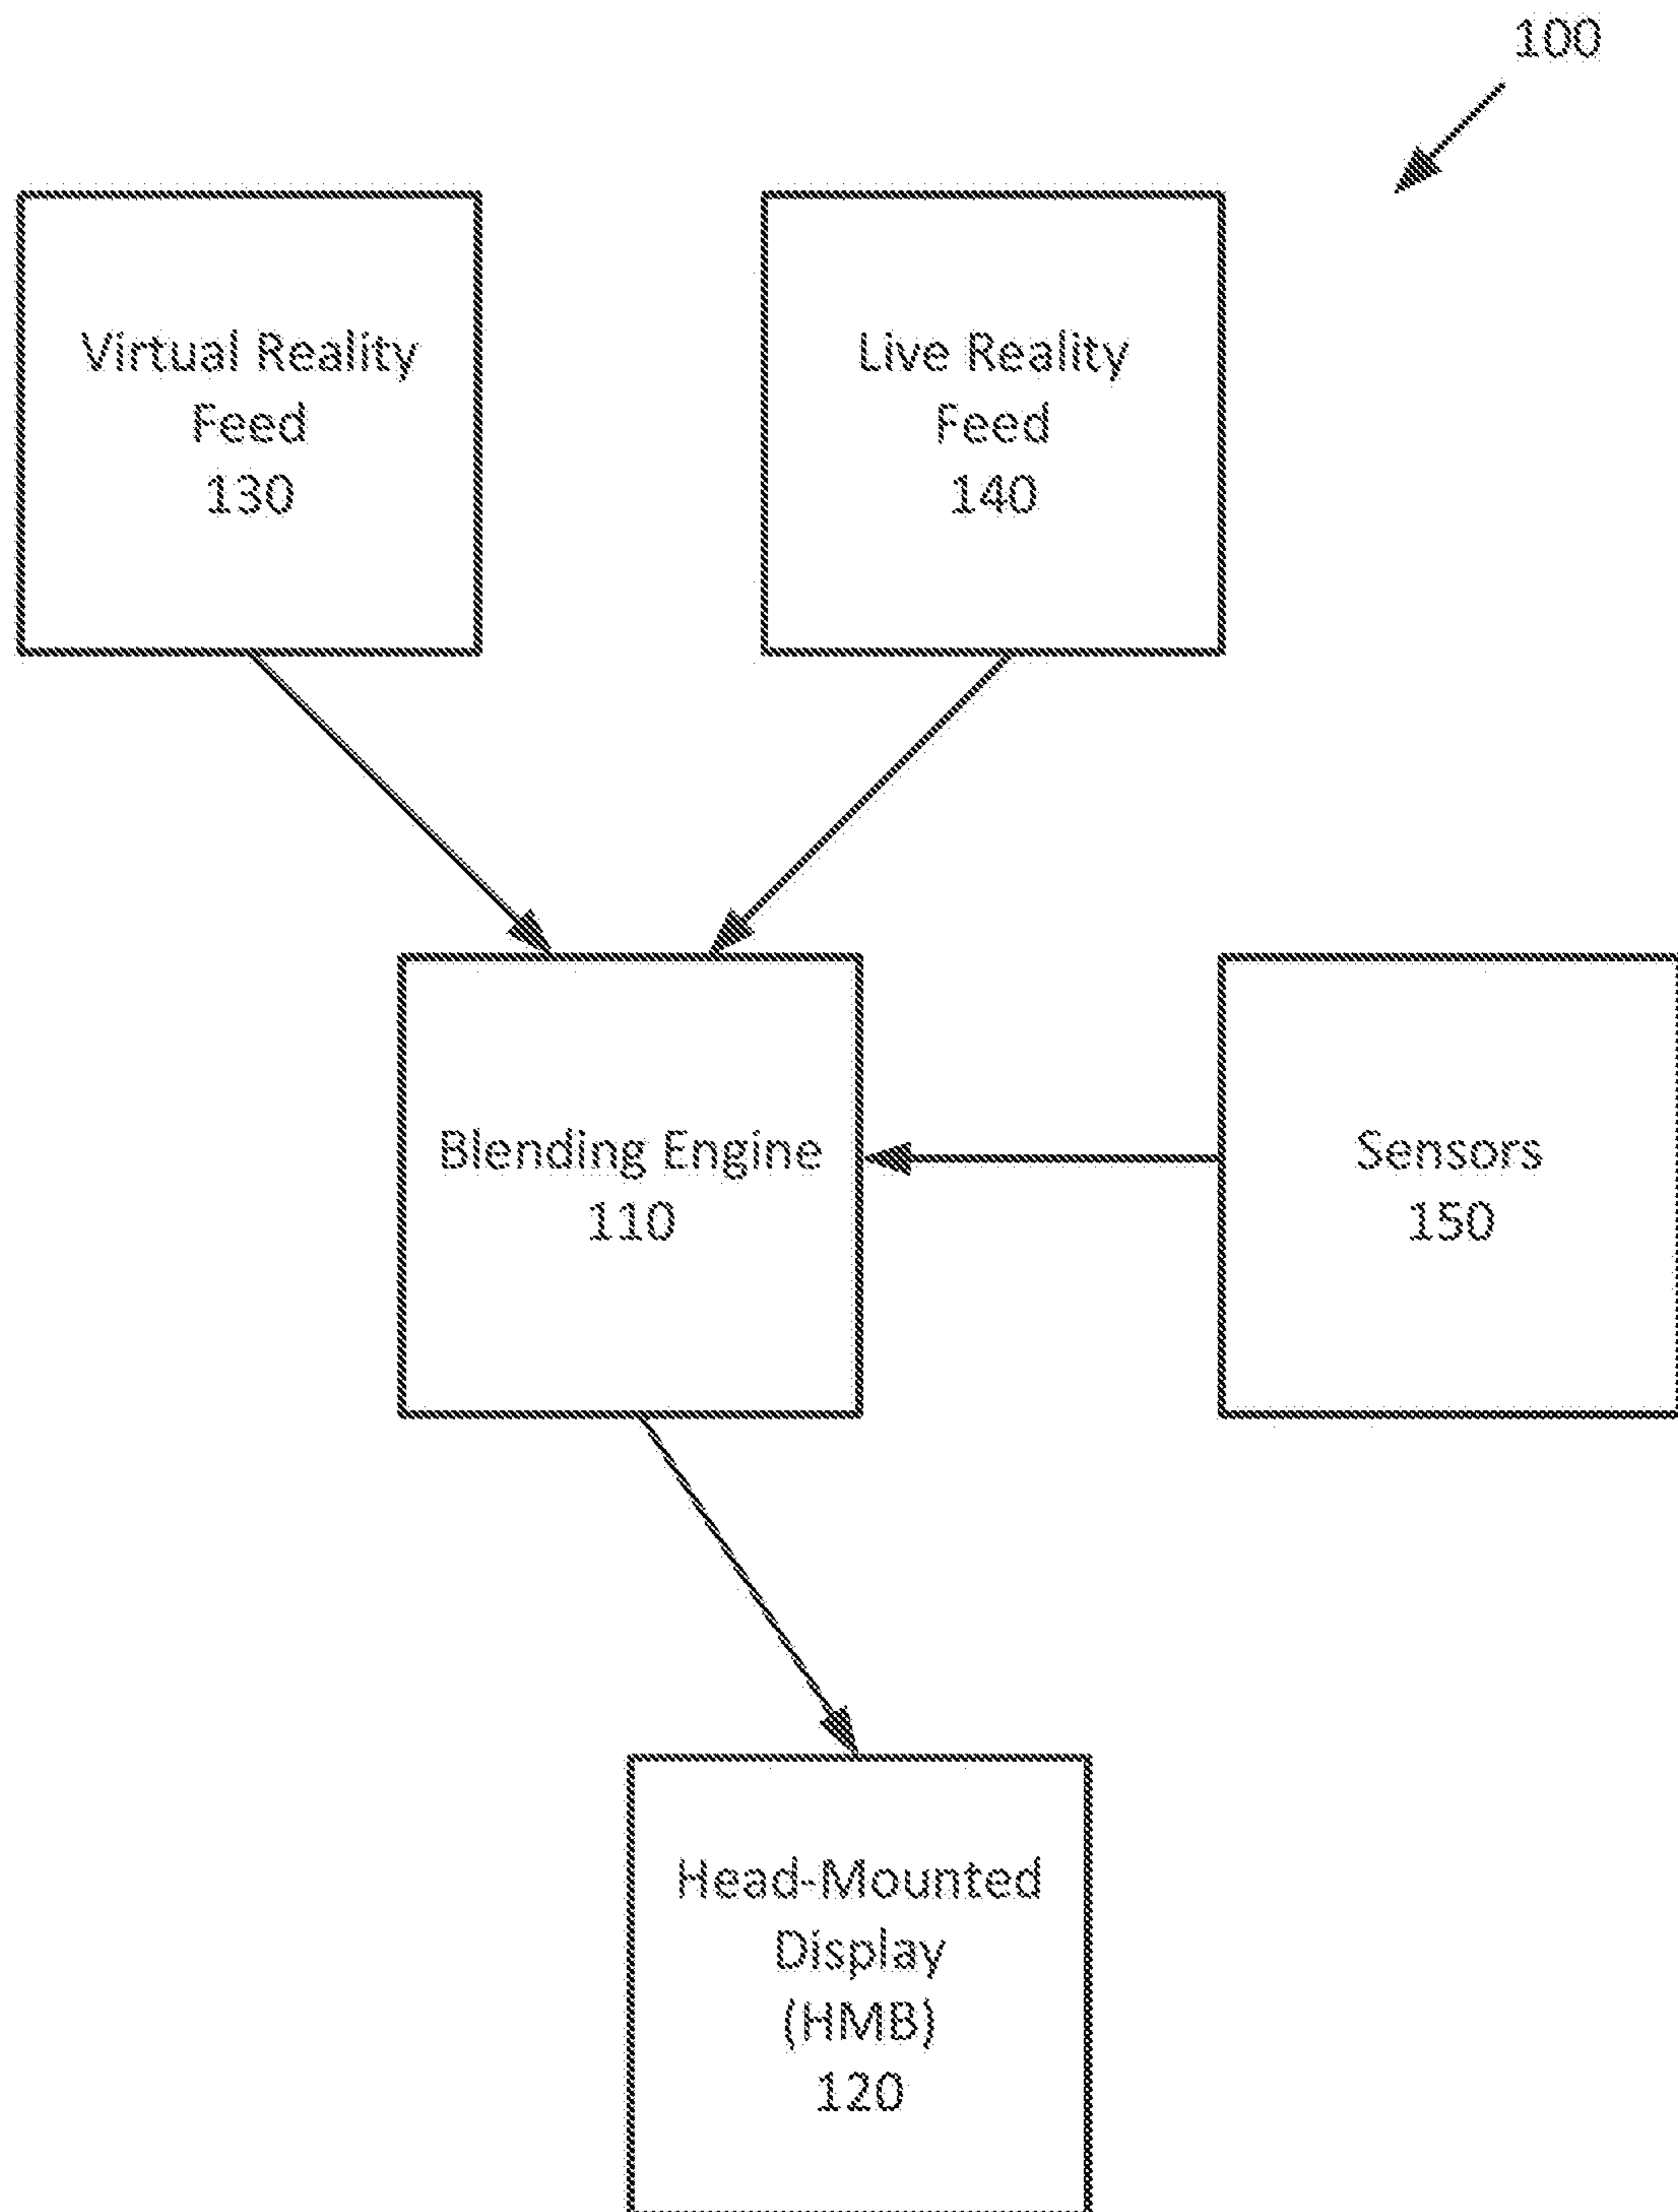 100
Virtual Reality
Feed
130
Live Reality
Feed
140
Blending Engine
110
Sensors
150
Head-Mounted
Display
(HMB)
120